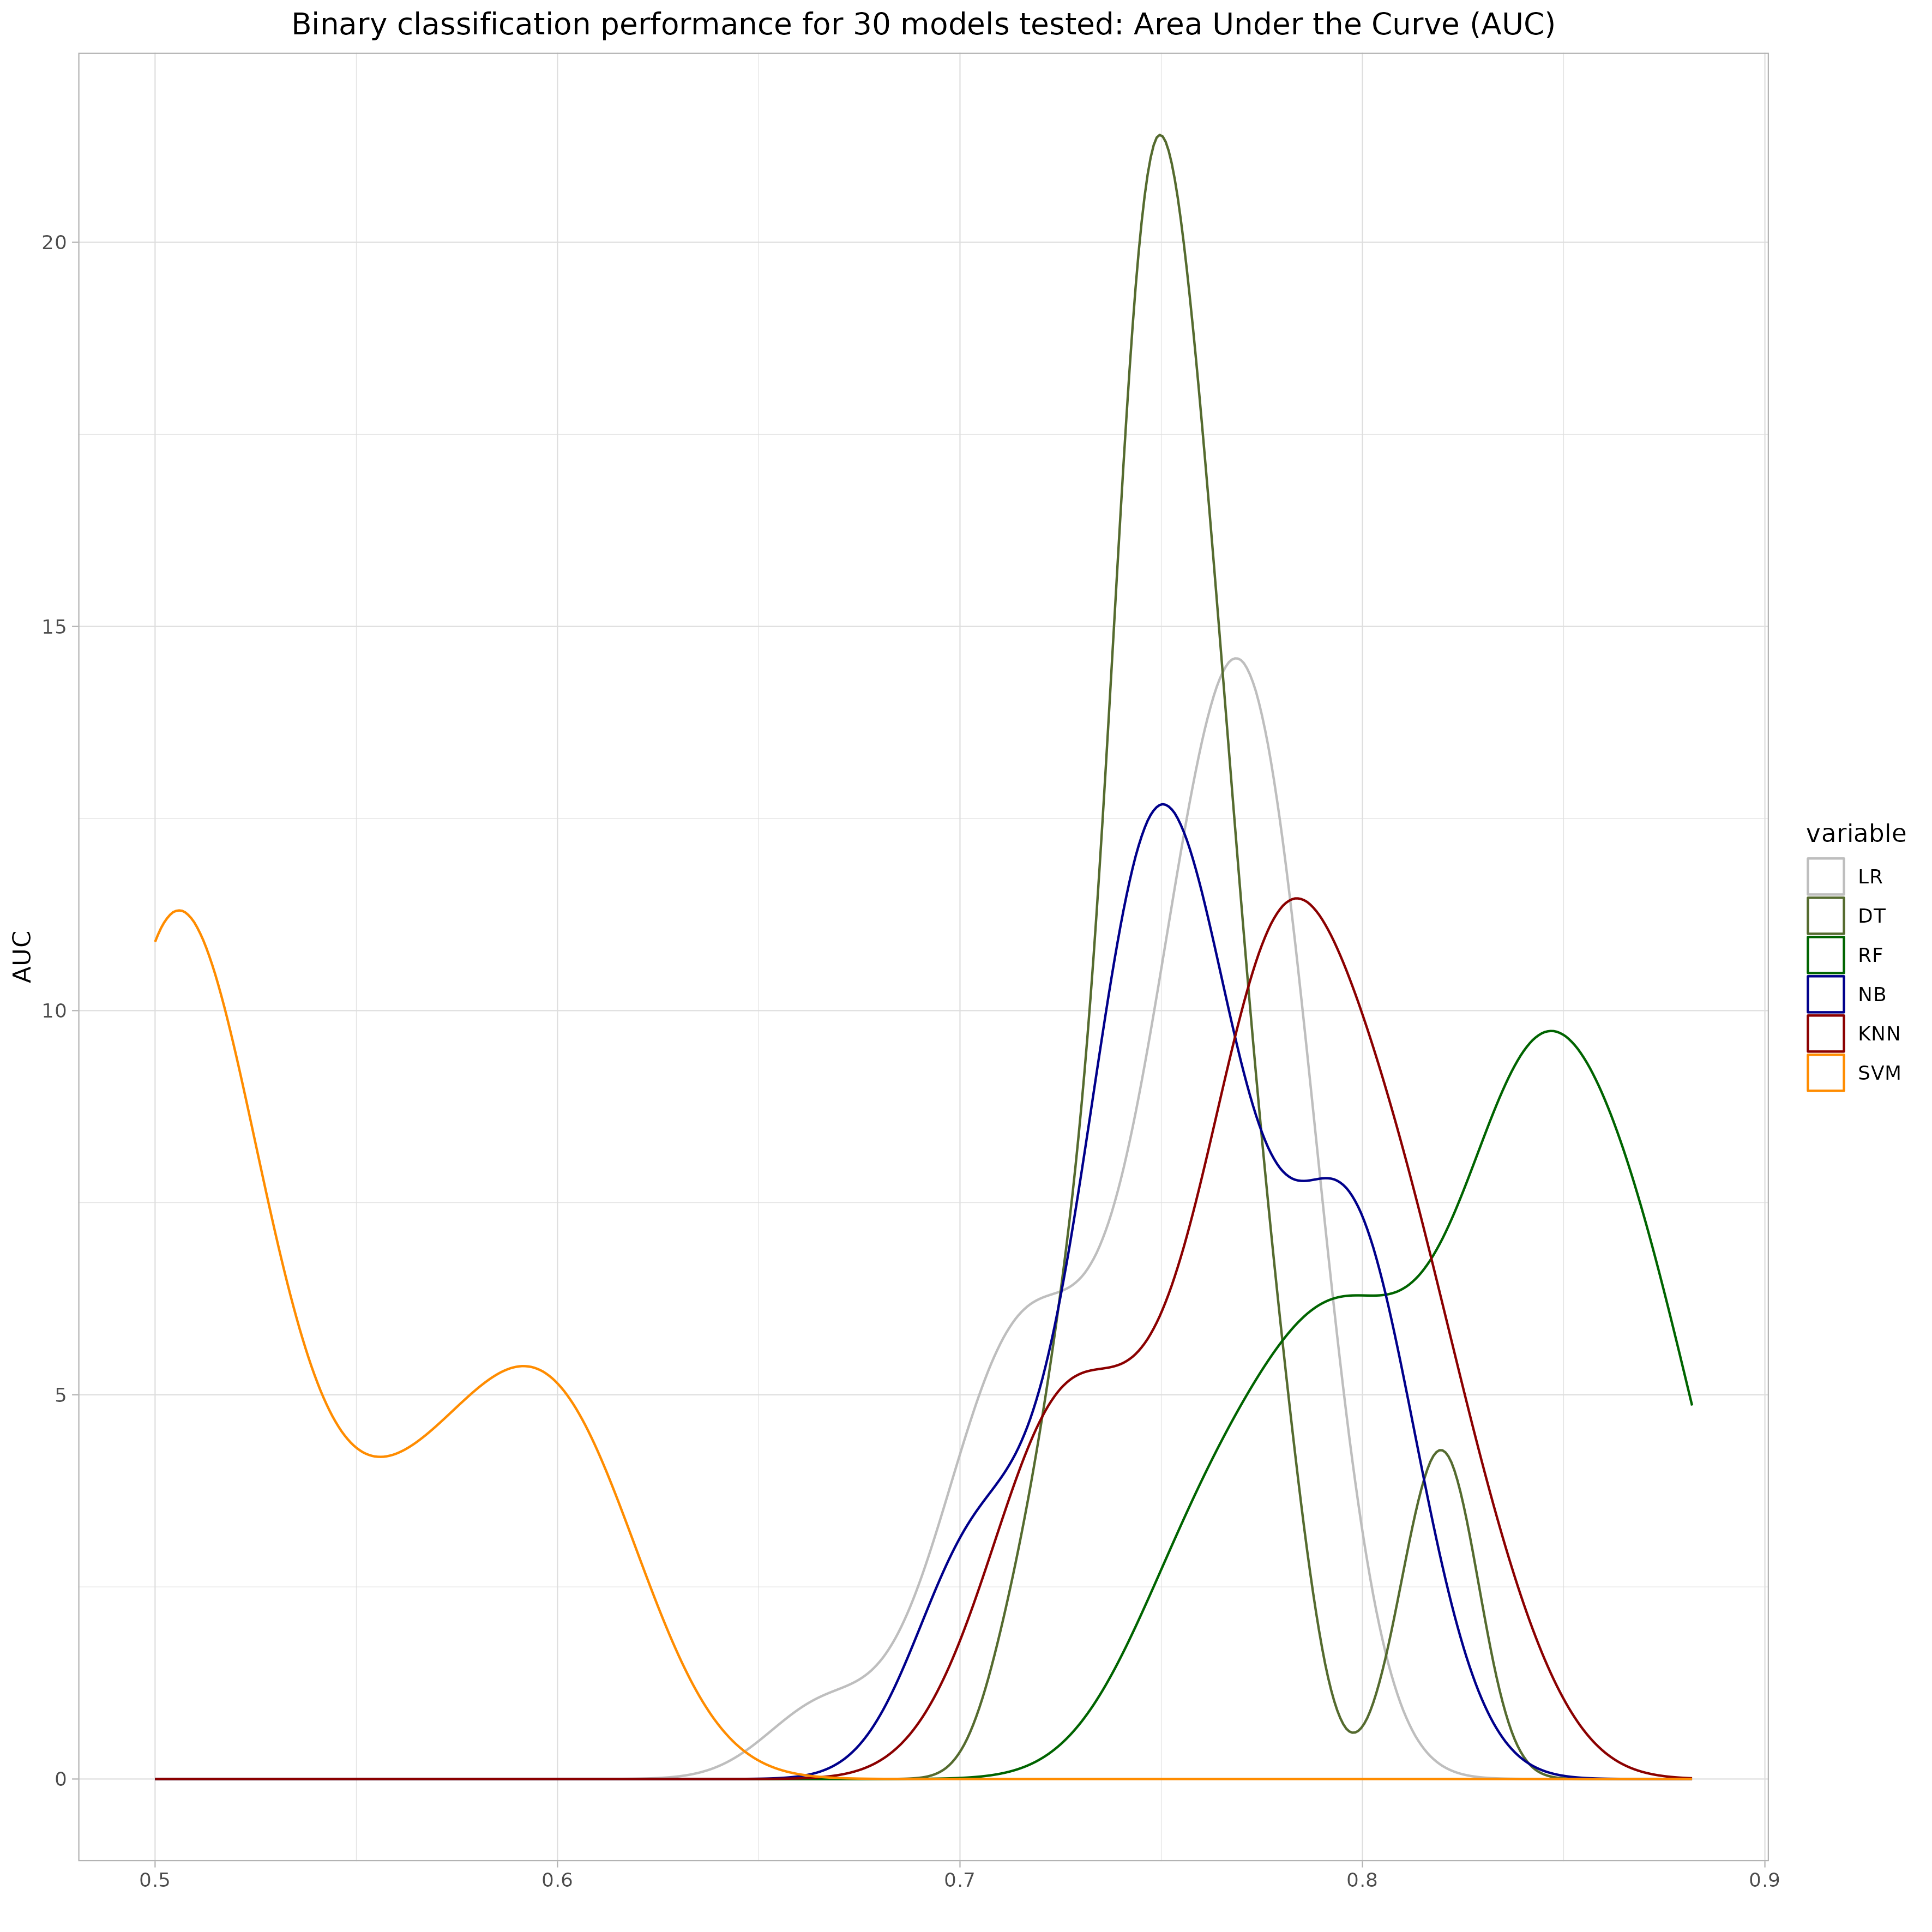 Binary classification performance for 30 models tested: Area Under the Curve (AUC)
20
15
10
5
0
AUC
0.5 0.6 0.7 0.8 0.9
variable
LR
DT
RF
NB
KNN
SVM